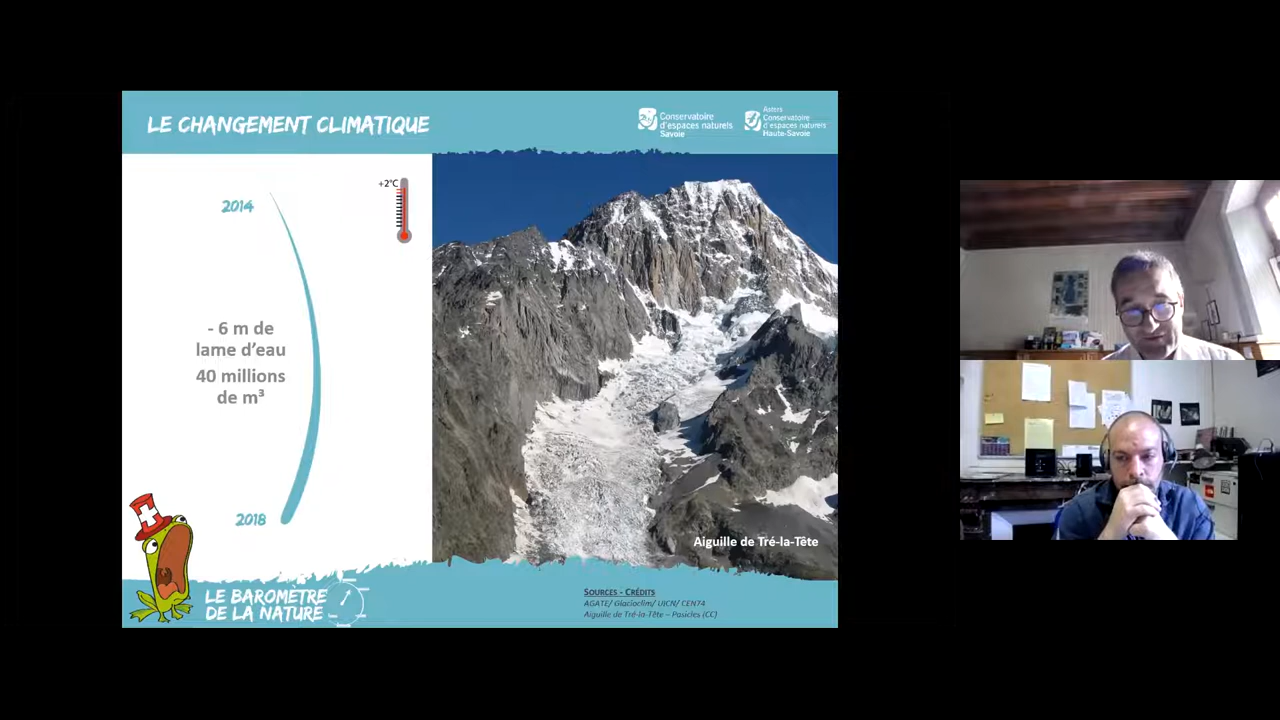 LE CHANGEMENT CLIMATIQUE
Conservatoire
d'espaces naturels
Savoie
Asters
Conservatoire
d'espaces naturels
Haute-Savoie
+2°C
2014
- 6 m de
lame d'eau
40 millions
de m³
2018
Aiguille de Tré-la-Tête
LE BAROMÈTRE
DE LA NATURE
SOURCES - CRÉDITS
AGATE/ Glacioclim/ UICN/ CEN74
Aiguille de Tré-la-Tête – Pasicles (CC)